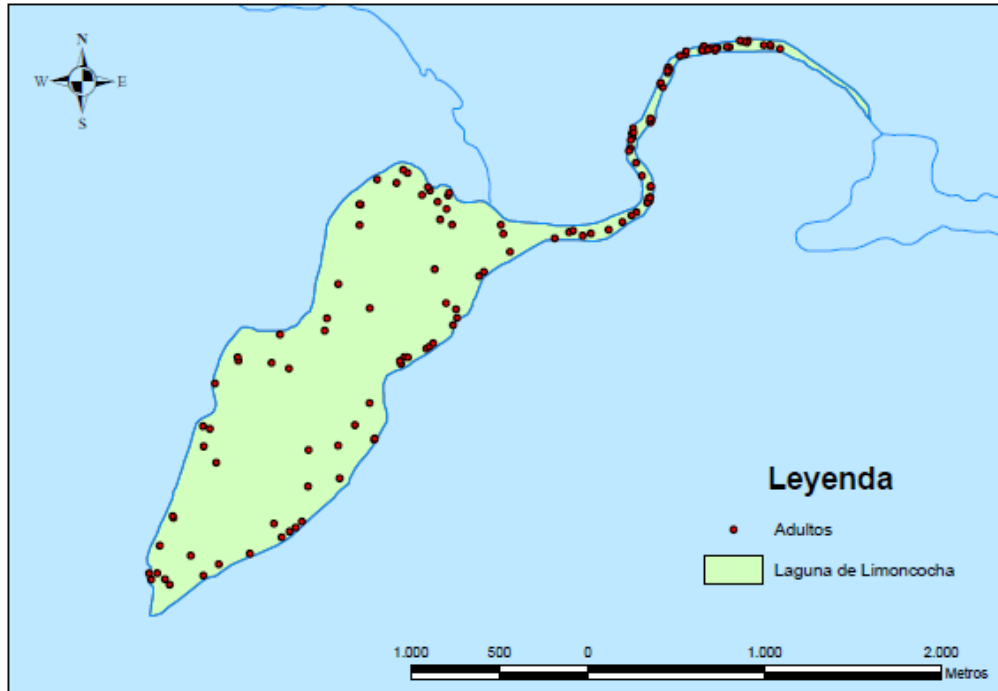 N
W E
S
Leyenda
Adultos
Laguna de Limoncocha
1.000 500 0 1.000 2.000
Metros